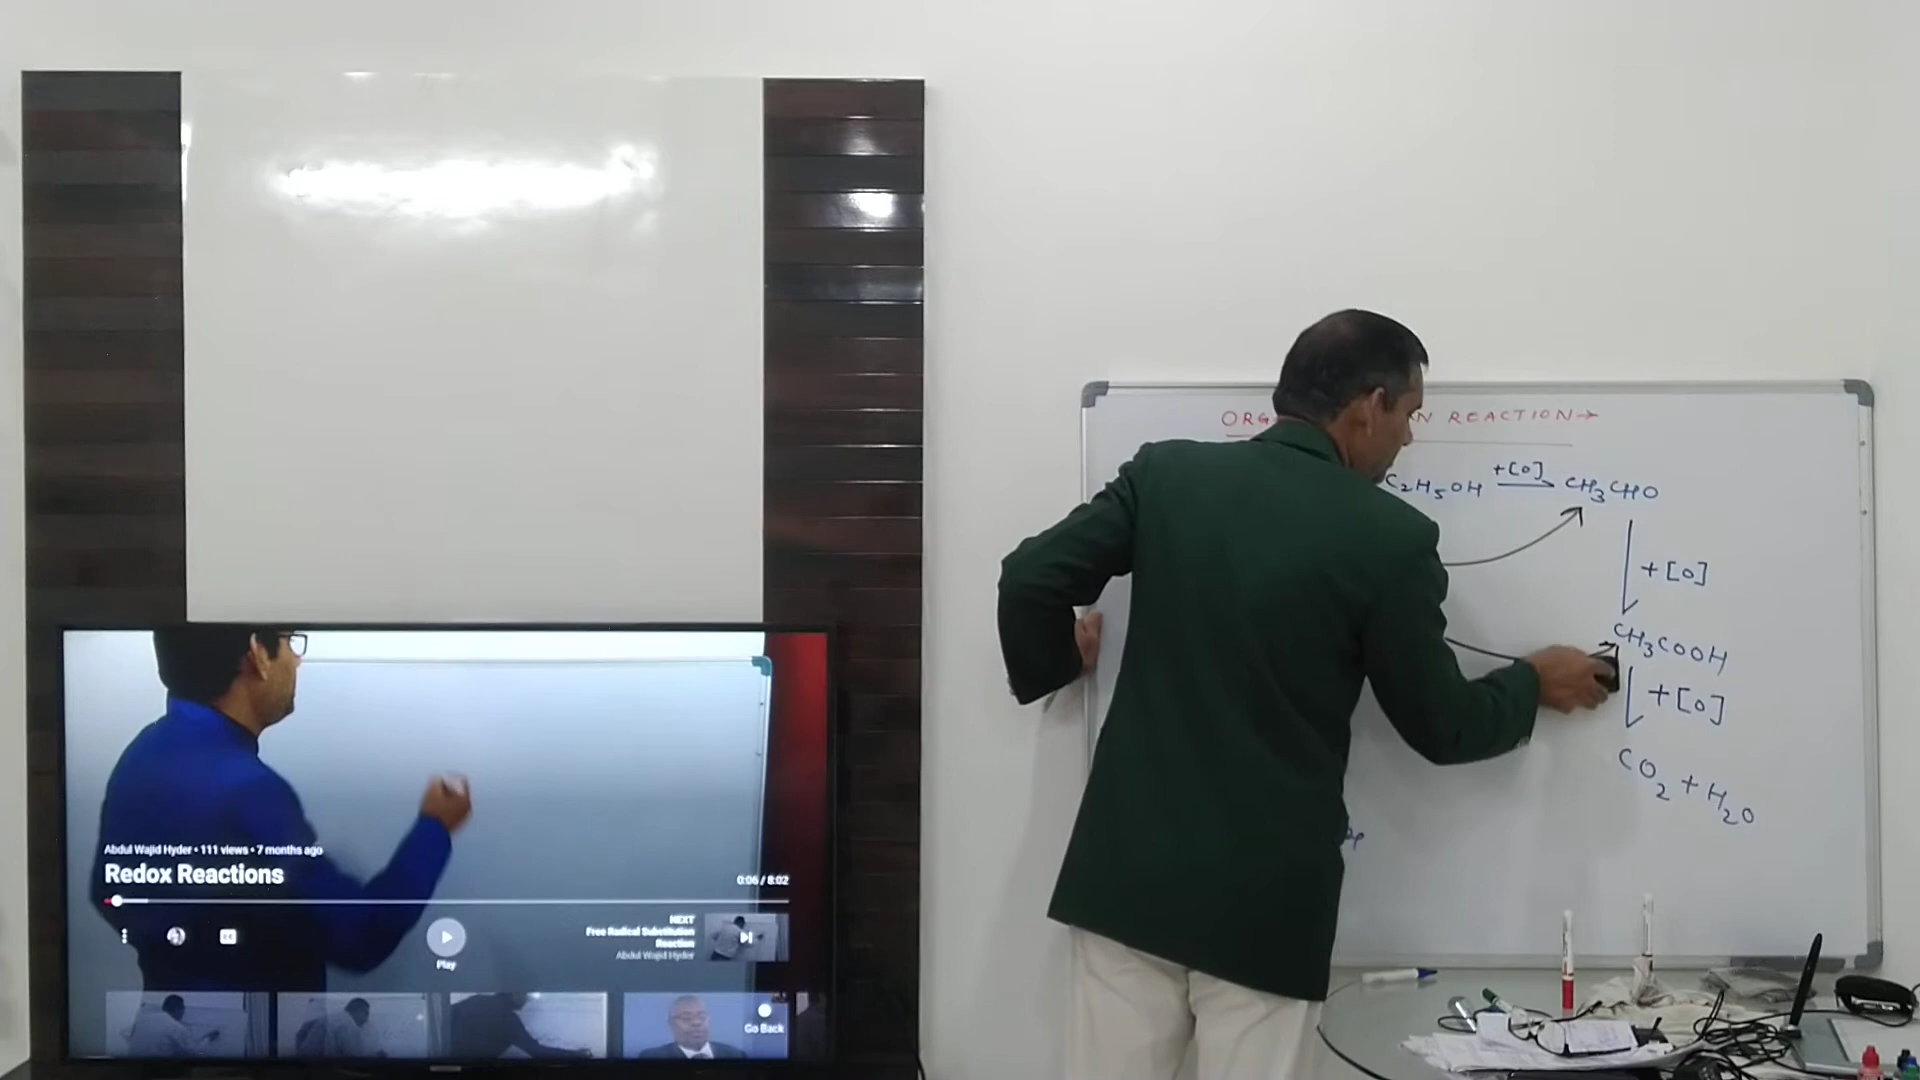 ORG
N REACTION→
C₂H₅OH +[O] → CH₃CHO
+ [O]
CH₃COOH
+ [O]
CO₂ + H₂O
Abdul Wajid Hyder • 111 views • 7 months ago
Redox Reactions
0:06 / 8:02
NEXT
Free Radical Substitution
Reaction
Abdul Wajid Hyder
CC
Play
Go Back